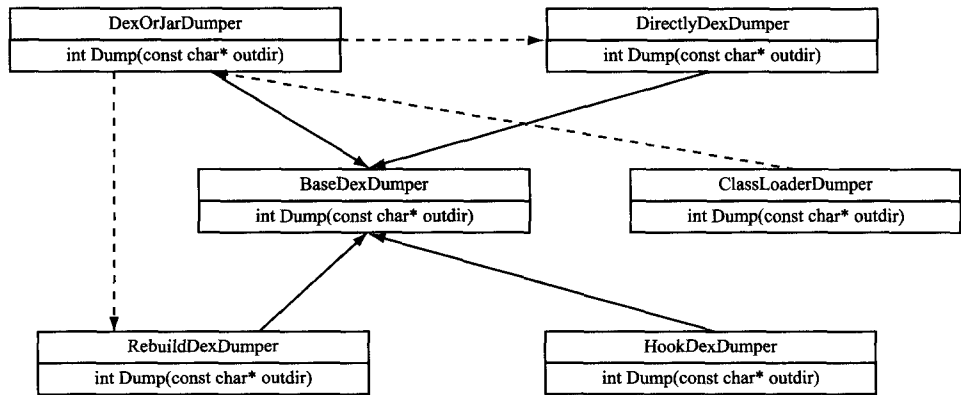 DexOrJarDumper
int Dump(const char* outdir)
DirectlyDexDumper
int Dump(const char* outdir)
BaseDexDumper
int Dump(const char* outdir)
ClassLoaderDumper
int Dump(const char* outdir)
RebuildDexDumper
int Dump(const char* outdir)
HookDexDumper
int Dump(const char* outdir)